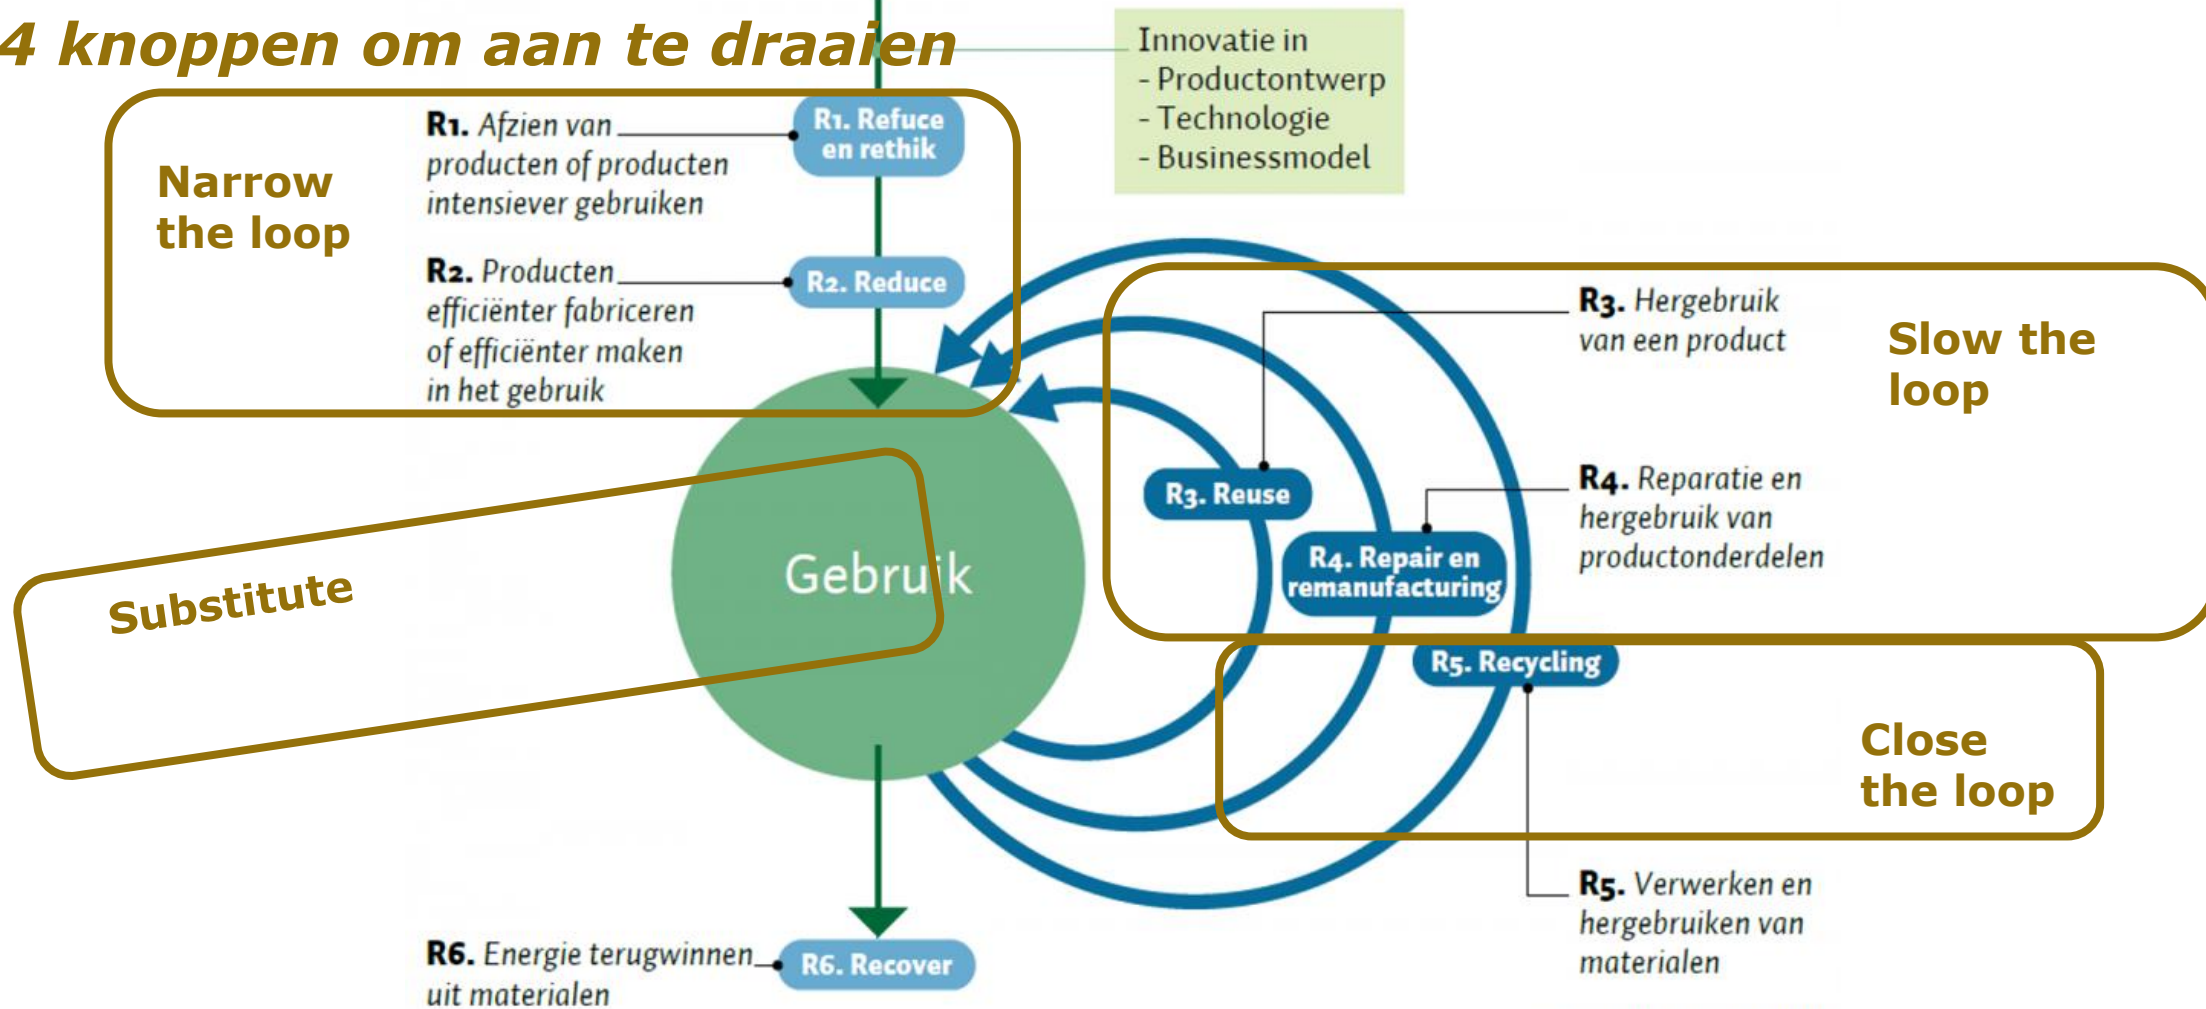 4 knoppen om aan te draaien
Innovatie in
- Productontwerp
- Technologie
- Businessmodel
Narrow
the loop
R1. Afzien van
producten of producten
intensiever gebruiken
R1. Refuce
en rethik
R2. Producten
efficiënter fabriceren
of efficiënter maken
in het gebruik
R2. Reduce
R3. Hergebruik
van een product
Slow the
loop
R3. Reuse
R4. Reparatie en
hergebruik van
productonderdelen
R4. Repair en
remanufacturing
Gebruik
Substitute
R5. Recycling
Close
the loop
R5. Verwerken en
hergebruiken van
materialen
R6. Energie terugwinnen
uit materialen
R6. Recover